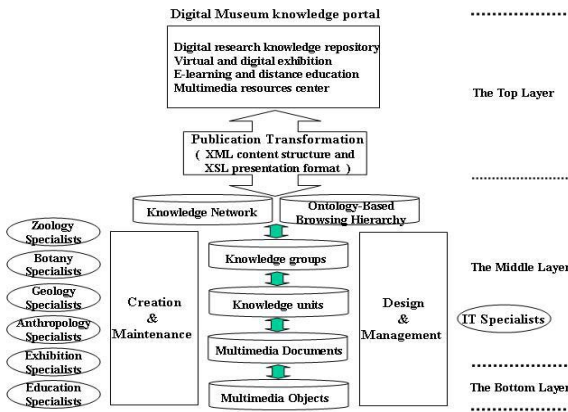 Digital Museum knowledge portal
Digital research knowledge repository
Virtual and digital exhibition
E-learning and distance education
Multimedia resources center
The Top Layer
Publication Transformation
( XML content structure and
XSL presentation format )
Knowledge Network
Ontology-Based
Browsing Hierarchy
Zoology
Specialists
Botany
Specialists
Geology
Specialists
Anthropology
Specialists
Exhibition
Specialists
Education
Specialists
Creation
&
Maintenance
Knowledge groups
Knowledge units
Multimedia Documents
Multimedia Objects
Design
&
Management
The Middle Layer
IT Specialists
The Bottom Layer